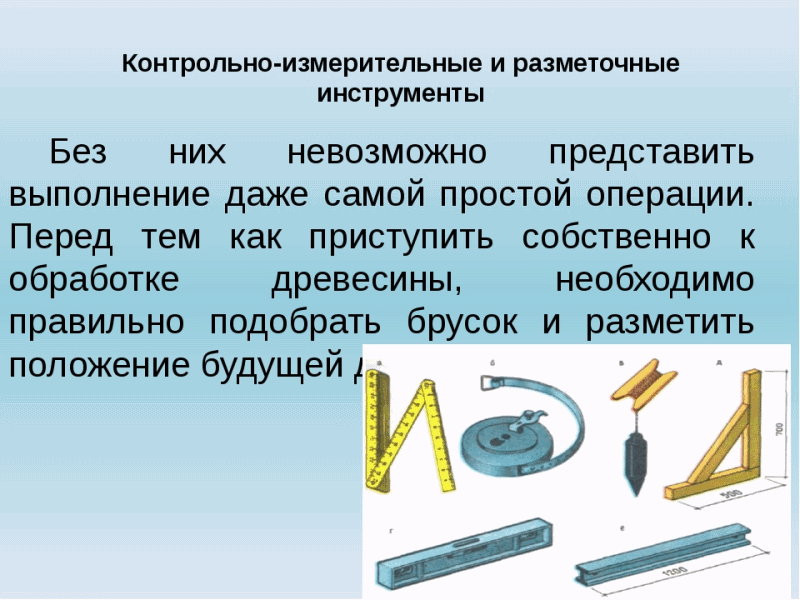 Контрольно-измерительные и разметочные
инструменты
Без них невозможно представить
выполнение даже самой простой операции.
Перед тем как приступить собственно к
обработке древесины, необходимо
правильно подобрать брусок и разметить
положение будущей
а б в д
700
500
г е
1200